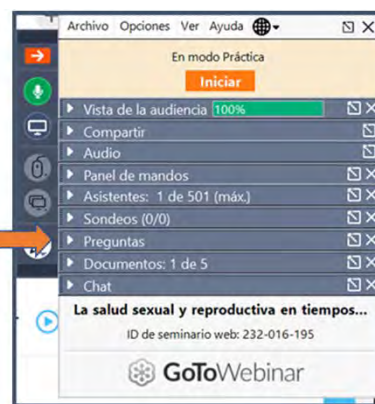 Archivo Opciones Ver Ayuda
En modo Práctica
Iniciar
Vista de la audiencia 100%
Compartir
Audio
Panel de mandos
Asistentes: 1 de 501 (máx.)
Sondeos (0/0)
Preguntas
Documentos: 1 de 5
Chat
La salud sexual y reproductiva en tiempos...
ID de seminario web: 232-016-195
GoToWebinar